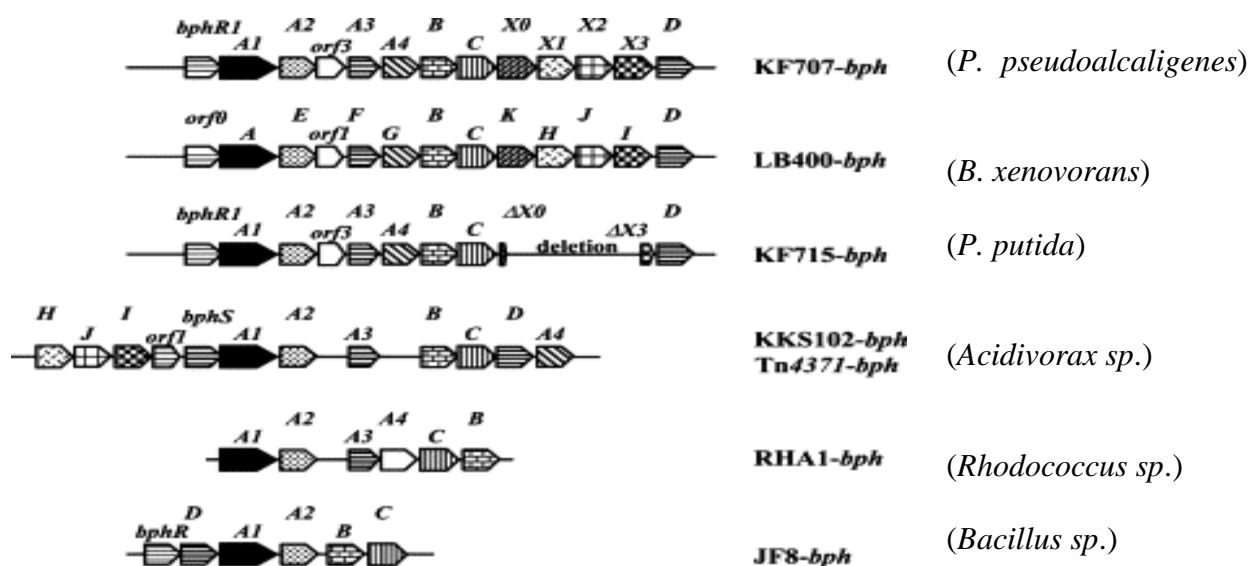 bphR1 A2 A3 B X0 X2 D
A1 orf3 A4 C X1 X3
KF707-bph (P. pseudoalcaligenes)
orf0 E F B K J D
A orf1 G C H I
LB400-bph (B. xenovorans)
bphR1 A2 A3 B ΔX0 D
A1 orf3 A4 C ΔX3
deletion
KF715-bph (P. putida)
H I bphS A2 B D
J orf1 A1 A3 C A4
KKS102-bph
Tn4371-bph (Acidivorax sp.)
A2 A4 B
A1 A3 C
RHA1-bph (Rhodococcus sp.)
D A2 C
bphR A1 B
JF8-bph (Bacillus sp.)